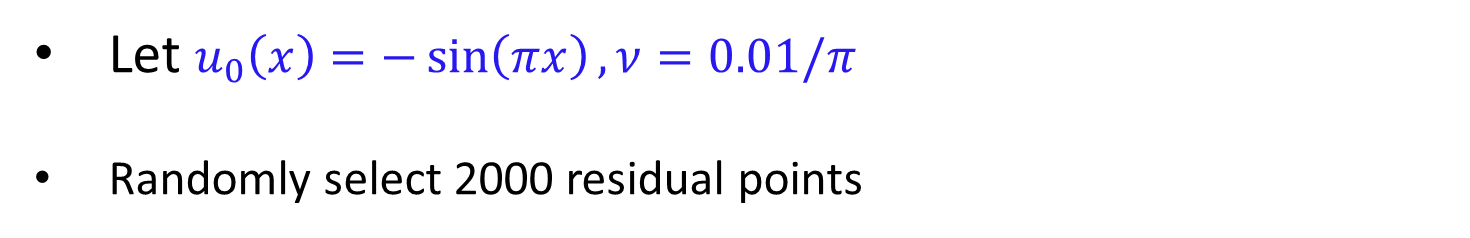 • Let u₀(x) = − sin(πx) , ν = 0.01/π
• Randomly select 2000 residual points